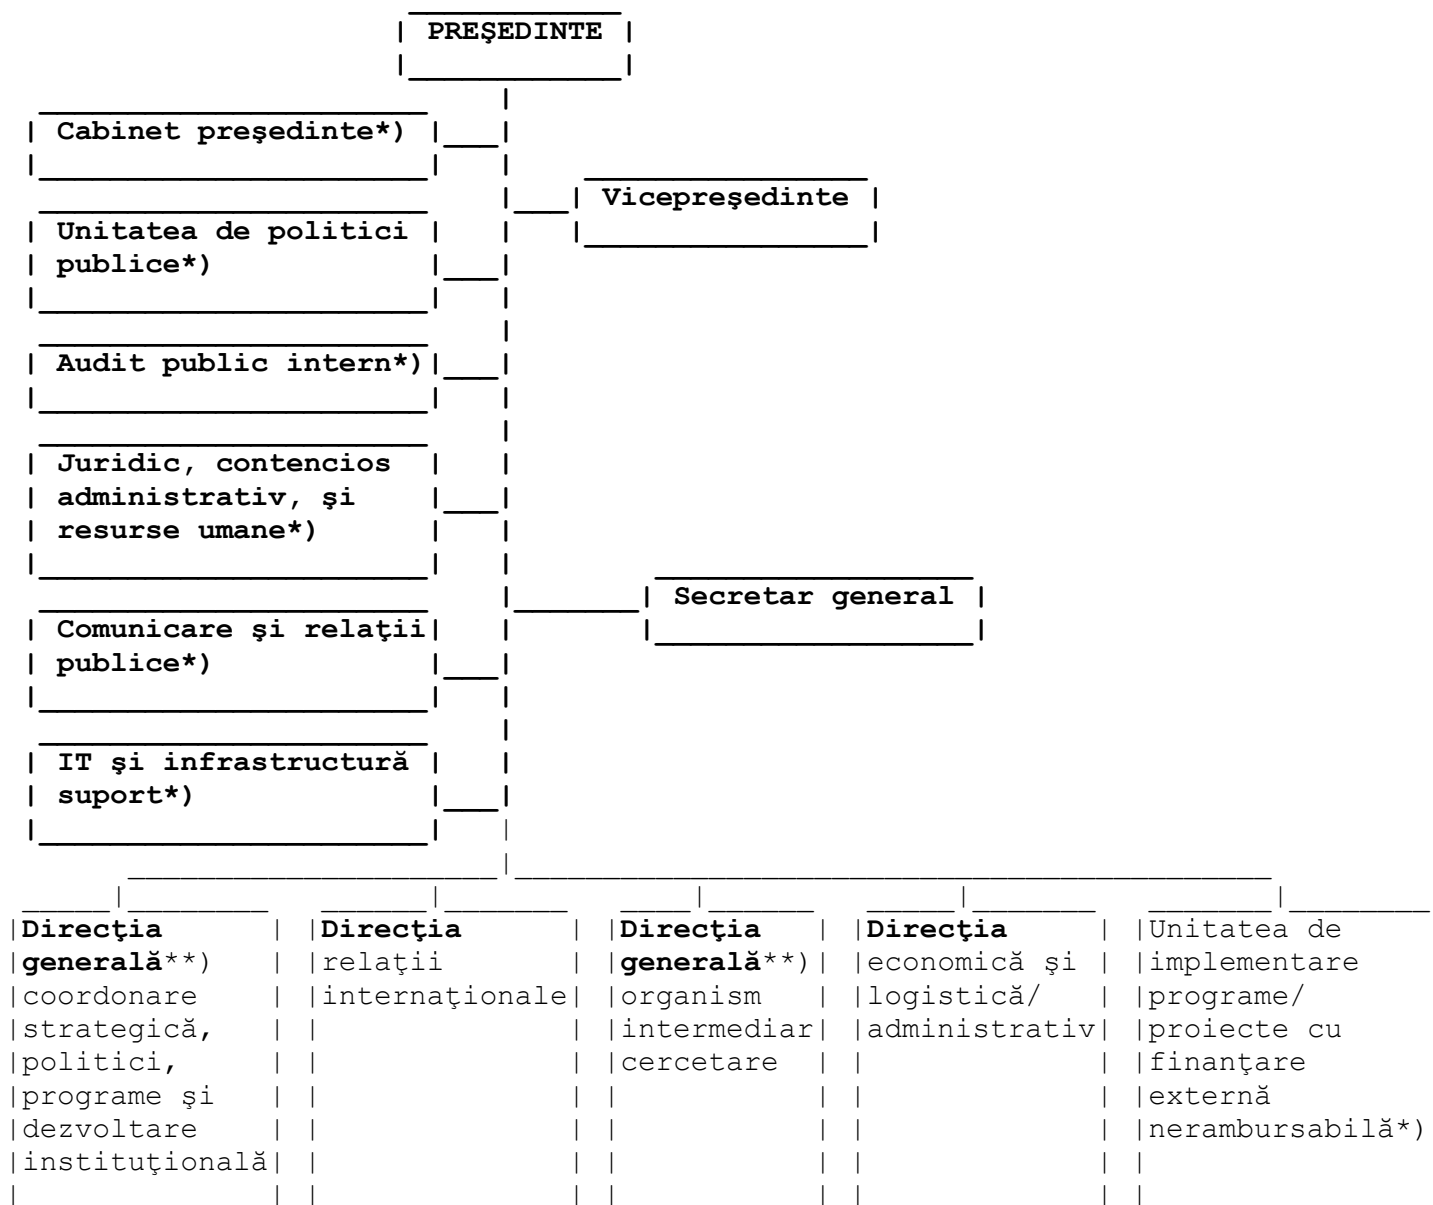 PREŞEDINTE
Cabinet preşedinte*)
Vicepreşedinte
Unitatea de politici
publice*)
Audit public intern*)
Juridic, contencios
administrativ, şi
resurse umane*)
Secretar general
Comunicare şi relaţii
publice*)
IT şi infrastructură
suport*)
Direcţia
generală**)
coordonare
strategică,
politici,
programe şi
dezvoltare
instituţională
Direcţia
relaţii
internaţionale
Direcţia
generală**)
organism
intermediar
cercetare
Direcţia
economică şi
logistică/
administrativ
Unitatea de
implementare
programe/
proiecte cu
finanţare
externă
nerambursabilă*)